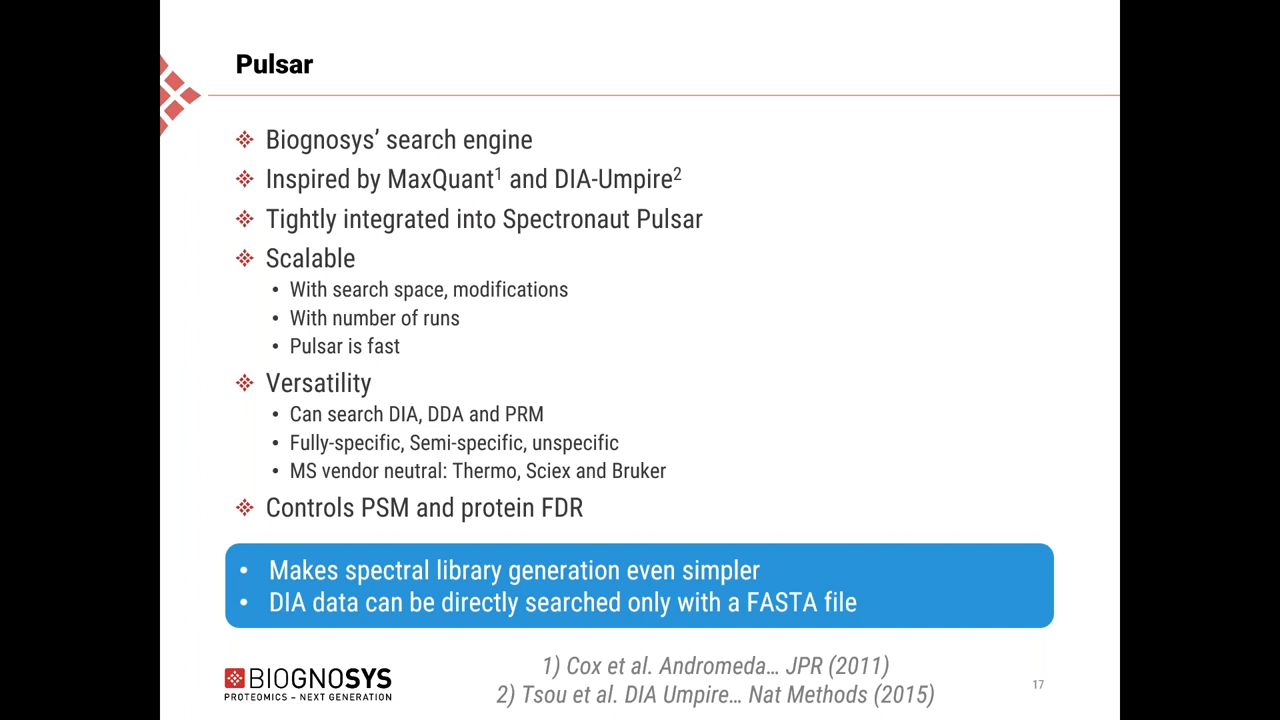 Pulsar
Biognosys’ search engine
Inspired by MaxQuant¹ and DIA-Umpire²
Tightly integrated into Spectronaut Pulsar
Scalable
• With search space, modifications
• With number of runs
• Pulsar is fast
Versatility
• Can search DIA, DDA and PRM
• Fully-specific, Semi-specific, unspecific
• MS vendor neutral: Thermo, Sciex and Bruker
Controls PSM and protein FDR
• Makes spectral library generation even simpler
• DIA data can be directly searched only with a FASTA file
BIOGNOSYS
PROTEOMICS – NEXT GENERATION
1) Cox et al. Andromeda… JPR (2011)
2) Tsou et al. DIA Umpire… Nat Methods (2015)
17